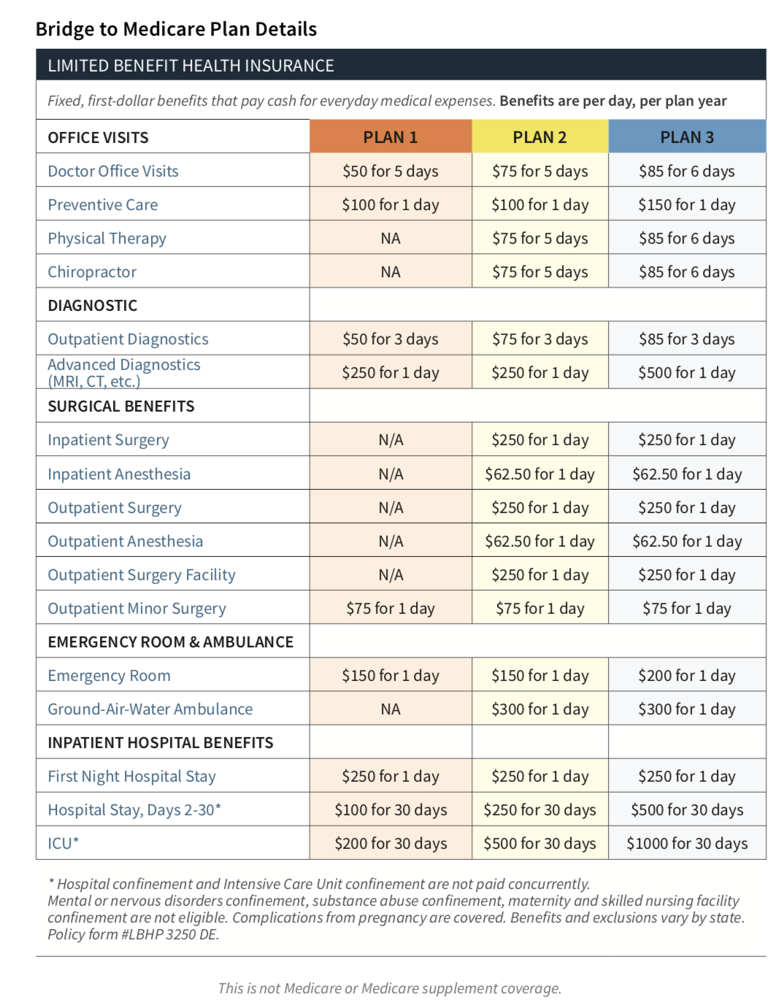 Bridge to Medicare Plan Details
LIMITED BENEFIT HEALTH INSURANCE
Fixed, first-dollar benefits that pay cash for everyday medical expenses. Benefits are per day, per plan year
OFFICE VISITS PLAN 1 PLAN 2 PLAN 3
Doctor Office Visits $50 for 5 days $75 for 5 days $85 for 6 days
Preventive Care $100 for 1 day $100 for 1 day $150 for 1 day
Physical Therapy NA $75 for 5 days $85 for 6 days
Chiropractor NA $75 for 5 days $85 for 6 days
DIAGNOSTIC
Outpatient Diagnostics $50 for 3 days $75 for 3 days $85 for 3 days
Advanced Diagnostics
(MRI, CT, etc.) $250 for 1 day $250 for 1 day $500 for 1 day
SURGICAL BENEFITS
Inpatient Surgery N/A $250 for 1 day $250 for 1 day
Inpatient Anesthesia N/A $62.50 for 1 day $62.50 for 1 day
Outpatient Surgery N/A $250 for 1 day $250 for 1 day
Outpatient Anesthesia N/A $62.50 for 1 day $62.50 for 1 day
Outpatient Surgery Facility N/A $250 for 1 day $250 for 1 day
Outpatient Minor Surgery $75 for 1 day $75 for 1 day $75 for 1 day
EMERGENCY ROOM & AMBULANCE
Emergency Room $150 for 1 day $150 for 1 day $200 for 1 day
Ground-Air-Water Ambulance NA $300 for 1 day $300 for 1 day
INPATIENT HOSPITAL BENEFITS
First Night Hospital Stay $250 for 1 day $250 for 1 day $250 for 1 day
Hospital Stay, Days 2-30* $100 for 30 days $250 for 30 days $500 for 30 days
ICU* $200 for 30 days $500 for 30 days $1000 for 30 days
* Hospital confinement and Intensive Care Unit confinement are not paid concurrently.
Mental or nervous disorders confinement, substance abuse confinement, maternity and skilled nursing facility
confinement are not eligible. Complications from pregnancy are covered. Benefits and exclusions vary by state.
Policy form #LBHP 3250 DE.
This is not Medicare or Medicare supplement coverage.